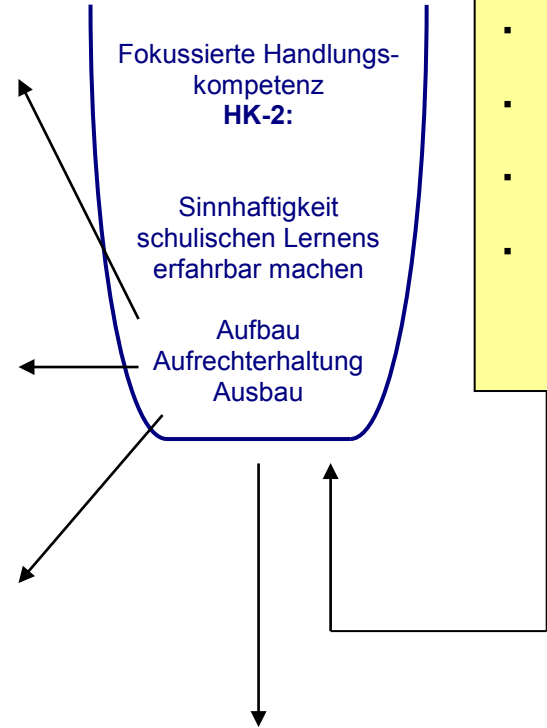 Fokussierte Handlungs-
kompetenz
HK-2:
Sinnhaftigkeit
schulischen Lernens
erfahrbar machen
Aufbau
Aufrechterhaltung
Ausbau